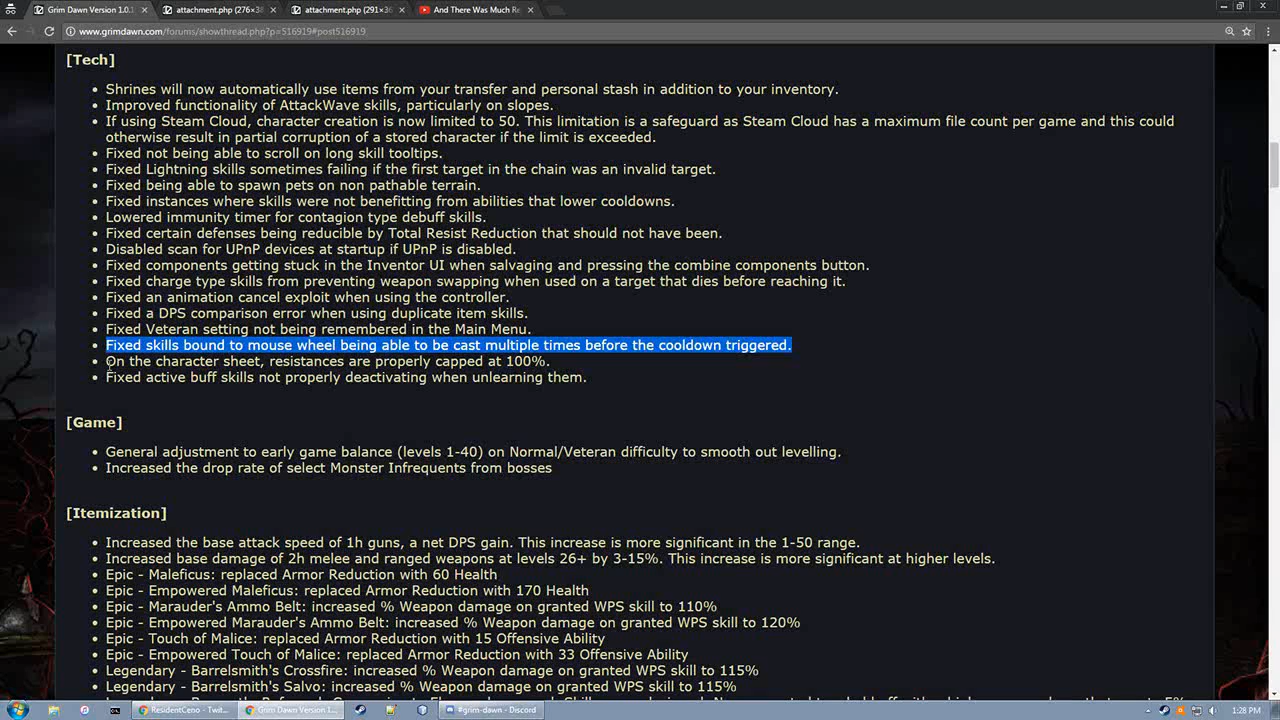 Grim Dawn Version 1.0.1
attachment.php (276×38
attachment.php (291×36
And There Was Much Re
www.grimdawn.com/forums/showthread.php?p=516919#post516919
[Tech]
Shrines will now automatically use items from your transfer and personal stash in addition to your inventory.
Improved functionality of AttackWave skills, particularly on slopes.
If using Steam Cloud, character creation is now limited to 50. This limitation is a safeguard as Steam Cloud has a maximum file count per game and this could
otherwise result in partial corruption of a stored character if the limit is exceeded.
Fixed not being able to scroll on long skill tooltips.
Fixed Lightning skills sometimes failing if the first target in the chain was an invalid target.
Fixed being able to spawn pets on non pathable terrain.
Fixed instances where skills were not benefitting from abilities that lower cooldowns.
Lowered immunity timer for contagion type debuff skills.
Fixed certain defenses being reducible by Total Resist Reduction that should not have been.
Disabled scan for UPnP devices at startup if UPnP is disabled.
Fixed components getting stuck in the Inventor UI when salvaging and pressing the combine components button.
Fixed charge type skills from preventing weapon swapping when used on a target that dies before reaching it.
Fixed an animation cancel exploit when using the controller.
Fixed a DPS comparison error when using duplicate item skills.
Fixed Veteran setting not being remembered in the Main Menu.
Fixed skills bound to mouse wheel being able to be cast multiple times before the cooldown triggered.
On the character sheet, resistances are properly capped at 100%.
Fixed active buff skills not properly deactivating when unlearning them.
[Game]
General adjustment to early game balance (levels 1-40) on Normal/Veteran difficulty to smooth out levelling.
Increased the drop rate of select Monster Infrequents from bosses
[Itemization]
Increased the base attack speed of 1h guns, a net DPS gain. This increase is more significant in the 1-50 range.
Increased base damage of 2h melee and ranged weapons at levels 26+ by 3-15%. This increase is more significant at higher levels.
Epic - Maleficus: replaced Armor Reduction with 60 Health
Epic - Empowered Maleficus: replaced Armor Reduction with 170 Health
Epic - Marauder's Ammo Belt: increased % Weapon damage on granted WPS skill to 110%
Epic - Empowered Marauder's Ammo Belt: increased % Weapon damage on granted WPS skill to 120%
Epic - Touch of Malice: replaced Armor Reduction with 15 Offensive Ability
Epic - Empowered Touch of Malice: replaced Armor Reduction with 33 Offensive Ability
Legendary - Barrelsmith's Crossfire: increased % Weapon damage on granted WPS skill to 115%
Legendary - Barrelsmith's Salvo: increased % Weapon damage on granted WPS skill to 115%
ResidentCeno - Twit...
Grim Dawn Version 1...
#grim-dawn - Discord
1:28 PM